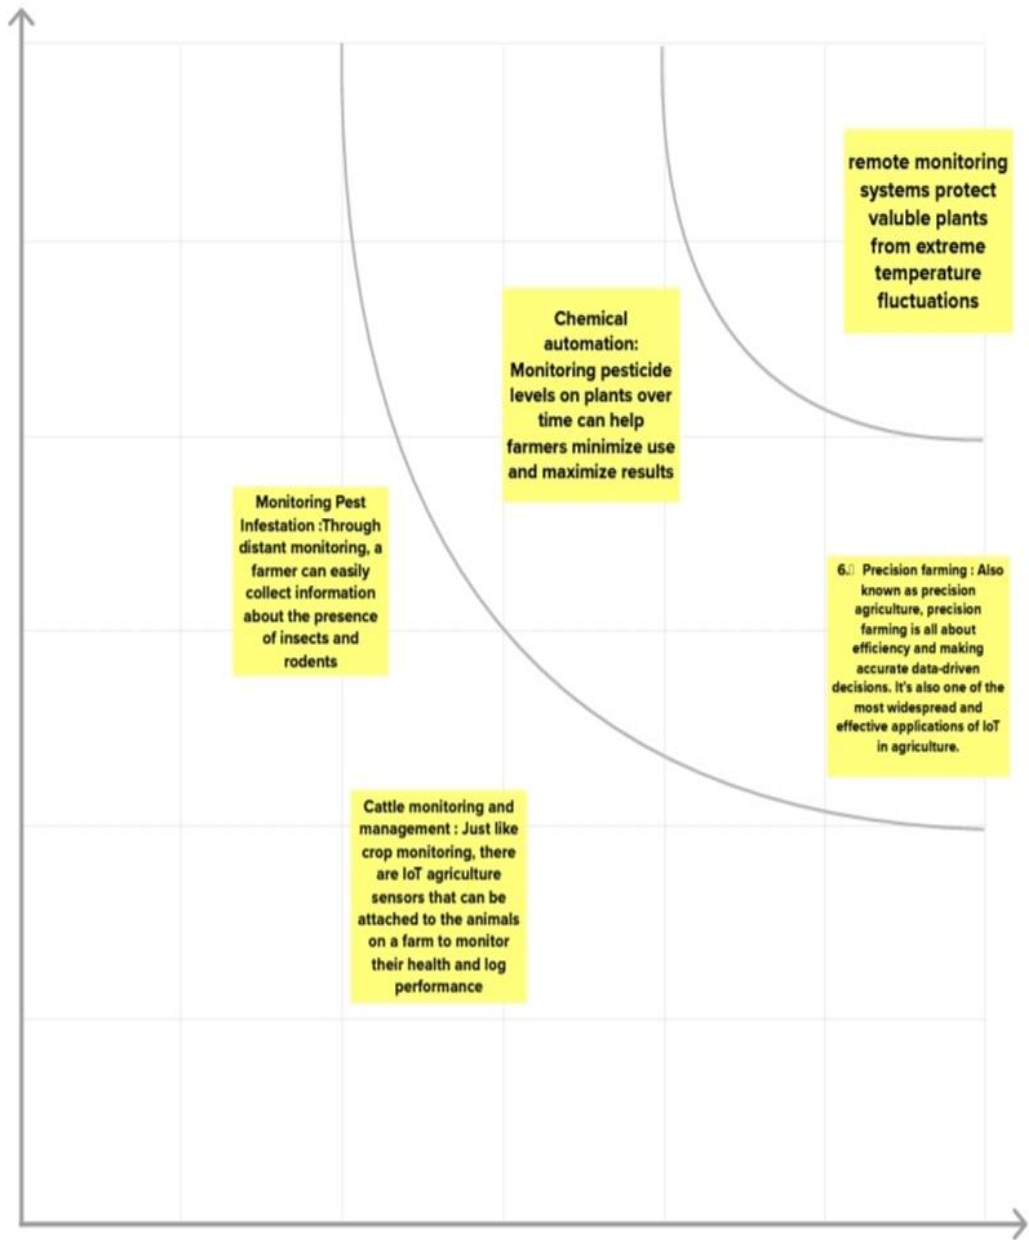 remote monitoring
systems protect
valuble plants
from extreme
temperature
fluctuations
Chemical
automation:
Monitoring pesticide
levels on plants over
time can help
farmers minimize use
and maximize results
Monitoring Pest
Infestation :Through
distant monitoring, a
farmer can easily
collect information
about the presence
of insects and
rodents
6.▯ Precision farming : Also
known as precision
agriculture, precision
farming is all about
efficiency and making
accurate data-driven
decisions. It's also one of the
most widespread and
effective applications of IoT
in agriculture.
Cattle monitoring and
management : Just like
crop monitoring, there
are IoT agriculture
sensors that can be
attached to the animals
on a farm to monitor
their health and log
performance